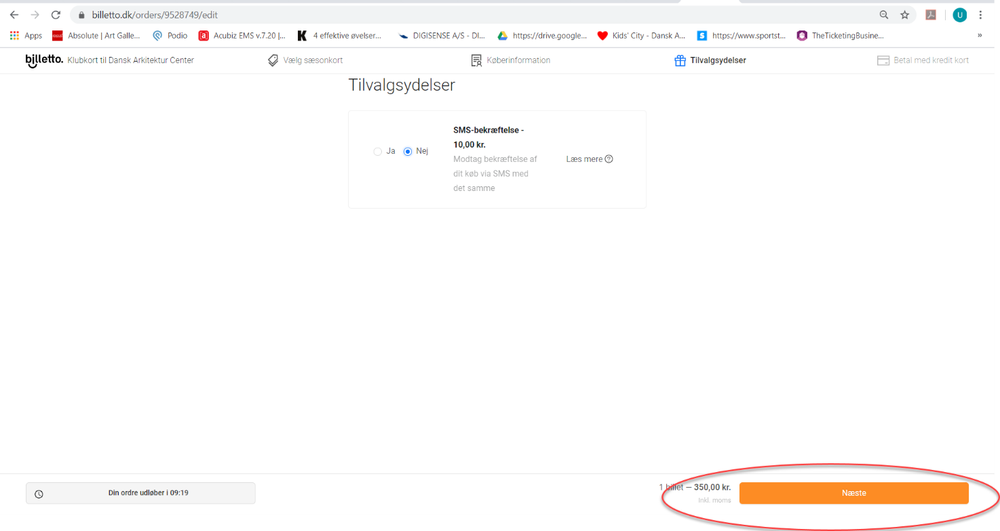 billetto.dk/orders/9528749/edit
U
Apps
Absolute | Art Galle...
Podio
Acubiz EMS v.7.20 |...
4 effektive øvelser...
DIGISENSE A/S - DI...
https://drive.google...
Kids' City - Dansk A...
https://www.sportst...
TheTicketingBusine...
»
billetto. Klubkort til Dansk Arkitektur Center
Vælg sæsonkort
Køberinformation
Tilvalgsydelser
Betal med kredit kort
Tilvalgsydelser
Ja
Nej
SMS-bekræftelse -
10,00 kr.
Modtag bekræftelse af
dit køb via SMS med
det samme
Læs mere
Din ordre udløber i 09:19
1 billet — 350,00 kr.
Inkl. moms
Næste